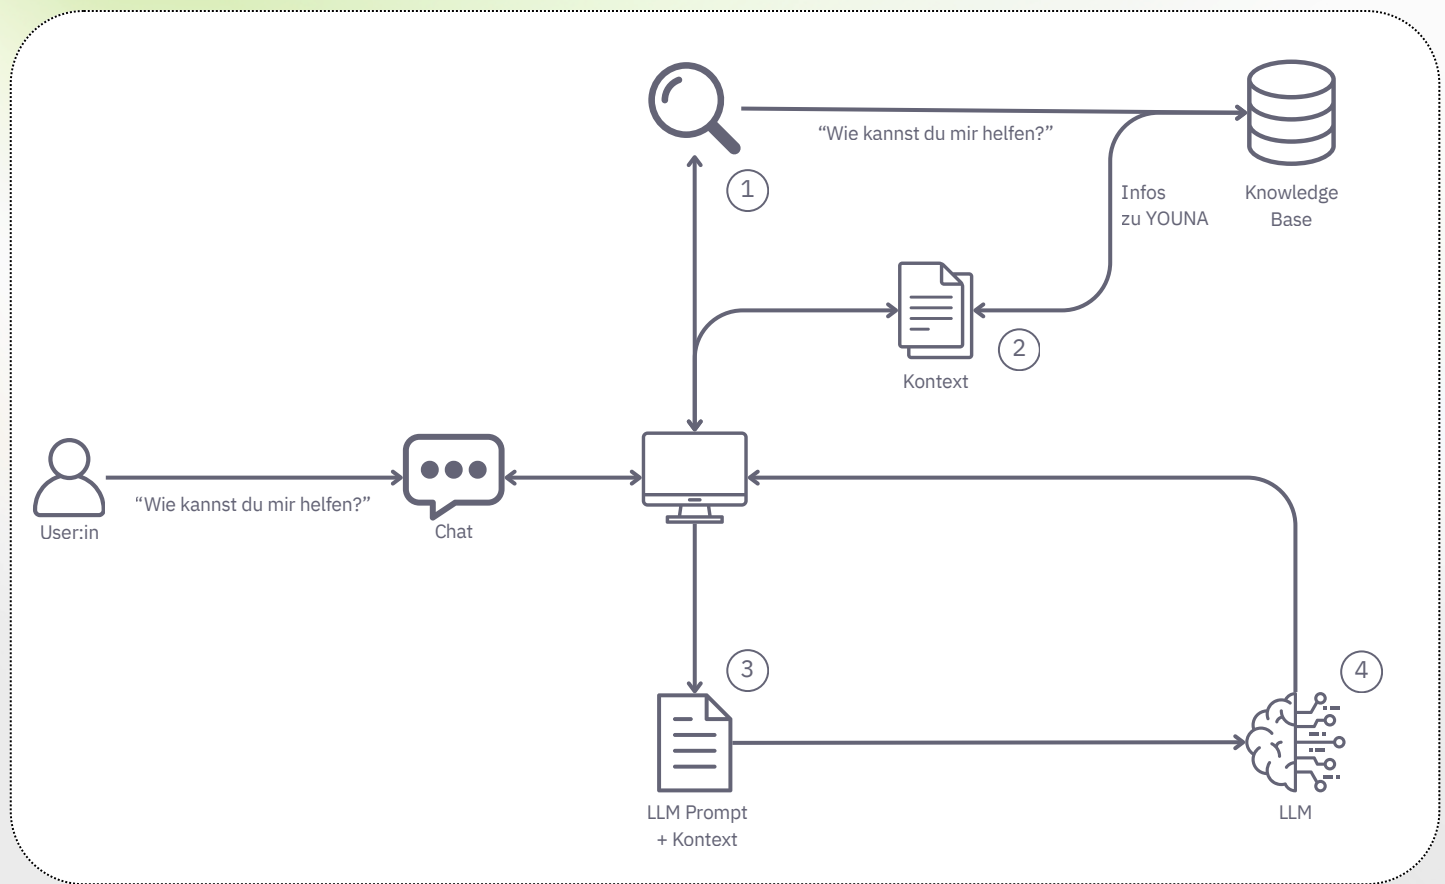 “Wie kannst du mir helfen?”
1
Infos
zu YOUNA
Knowledge
Base
2
Kontext
“Wie kannst du mir helfen?”
User:in
Chat
3
4
LLM Prompt
+ Kontext
LLM